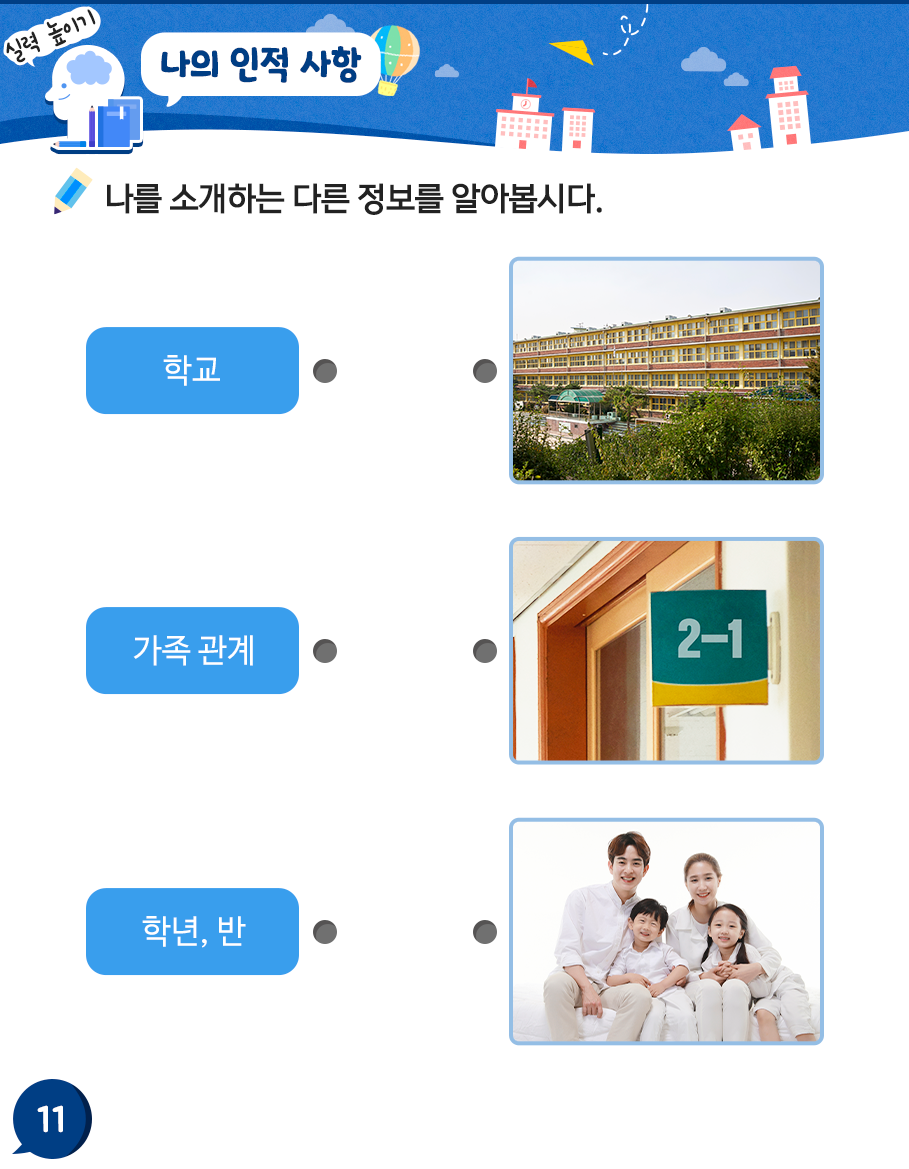 실력 높이기
나의 인적 사항
나를 소개하는 다른 정보를 알아봅시다.
학교
가족 관계
2-1
학년, 반
11